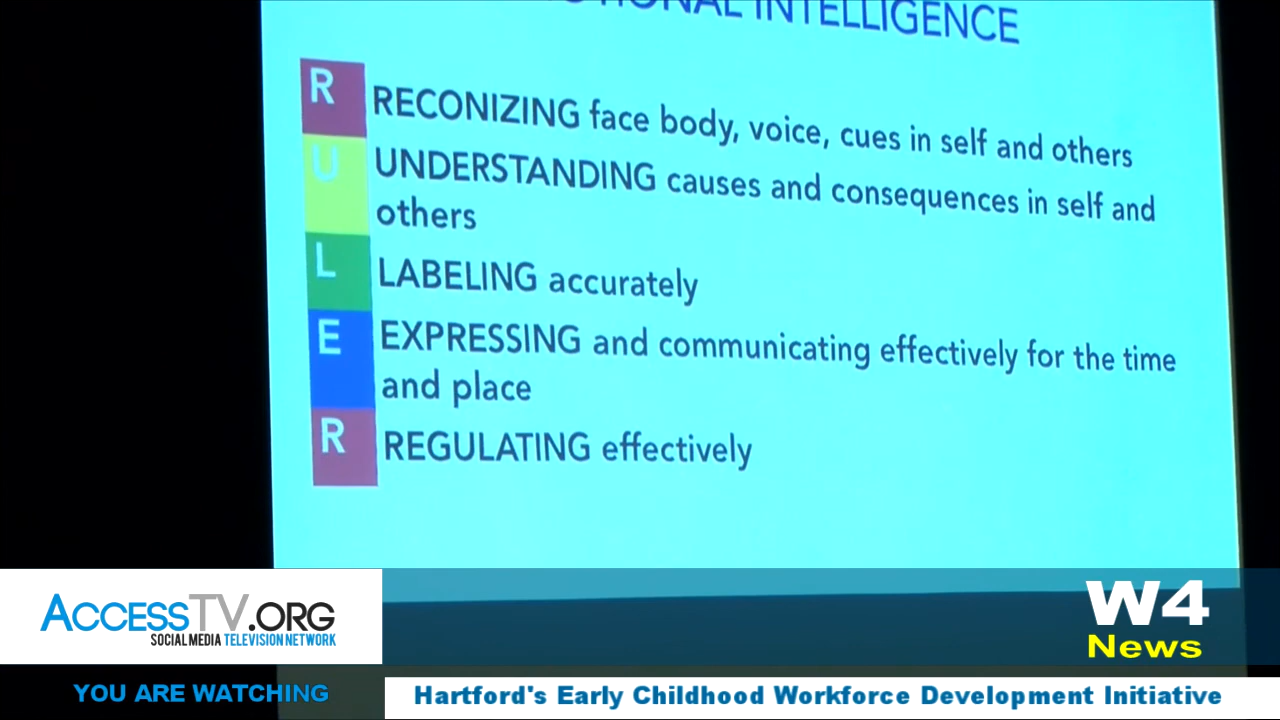 INTELLIGENCE
R RECONIZING face body, voice, cues in self and others
U UNDERSTANDING causes and consequences in self and
others
L LABELING accurately
E EXPRESSING and communicating effectively for the time
and place
R REGULATING effectively
ACCESSTV.ORG
SOCIAL MEDIA TELEVISION NETWORK
W4
News
YOU ARE WATCHING
Hartford's Early Childhood Workforce Development Initiative